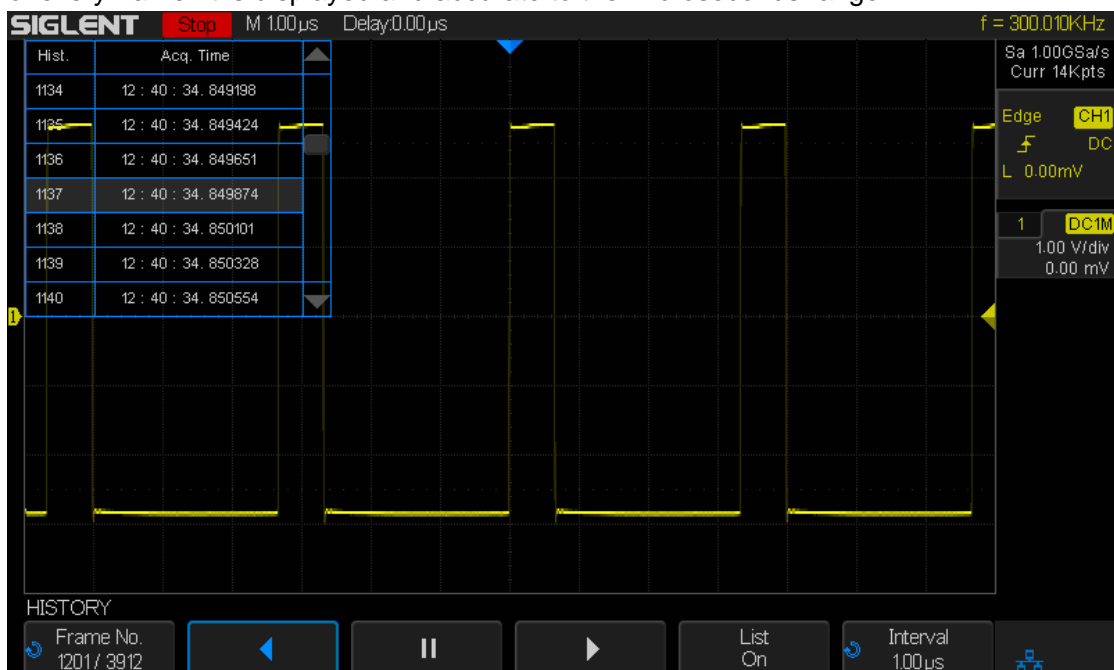 SIGLENT Stop M 1.00µs Delay:0.00µs f = 300.010KHz
Hist. Acq. Time
1134 12 : 40 : 34. 849198
1135 12 : 40 : 34. 849424
1136 12 : 40 : 34. 849651
1137 12 : 40 : 34. 849874
1138 12 : 40 : 34. 850101
1139 12 : 40 : 34. 850328
1140 12 : 40 : 34. 850554
Sa 1.00GSa/s
Curr 14Kpts
Edge CH1
DC
L 0.00mV
1 DC1M
1.00 V/div
0.00 mV
1
HISTORY
Frame No.
1201 / 3912
List
On
Interval
1.00µs